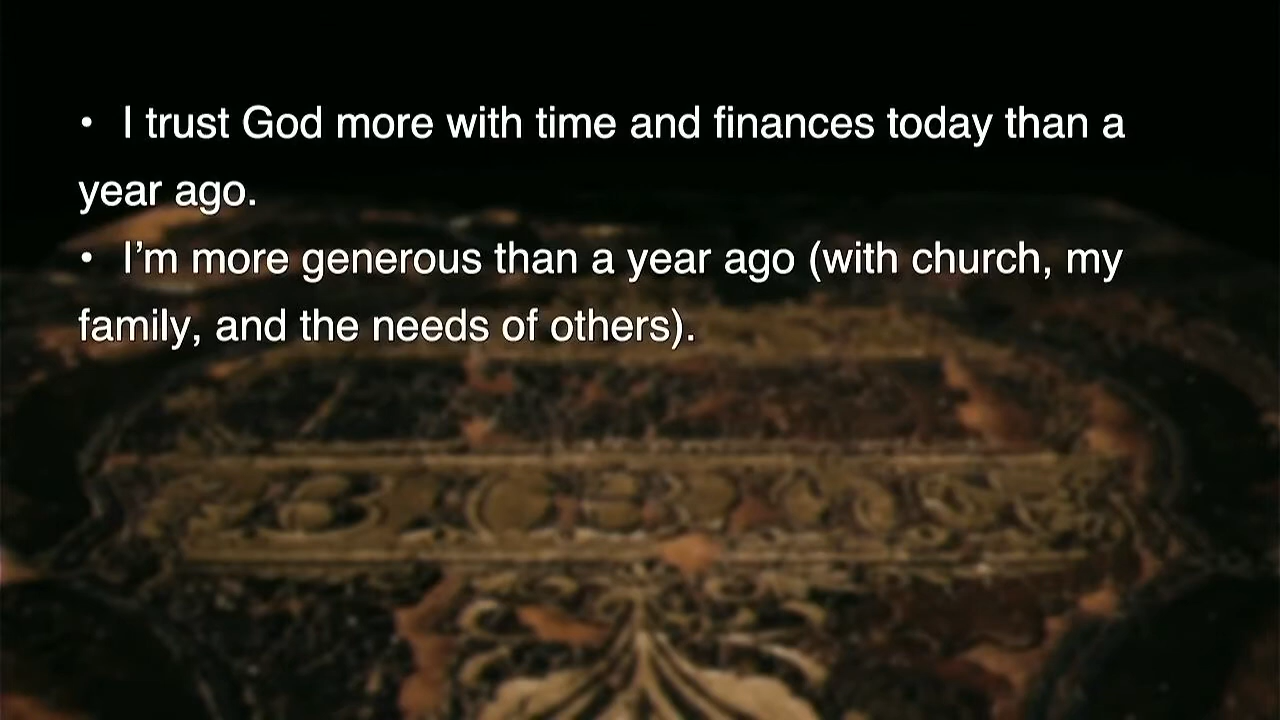 • I trust God more with time and finances today than a
year ago.
• I’m more generous than a year ago (with church, my
family, and the needs of others).